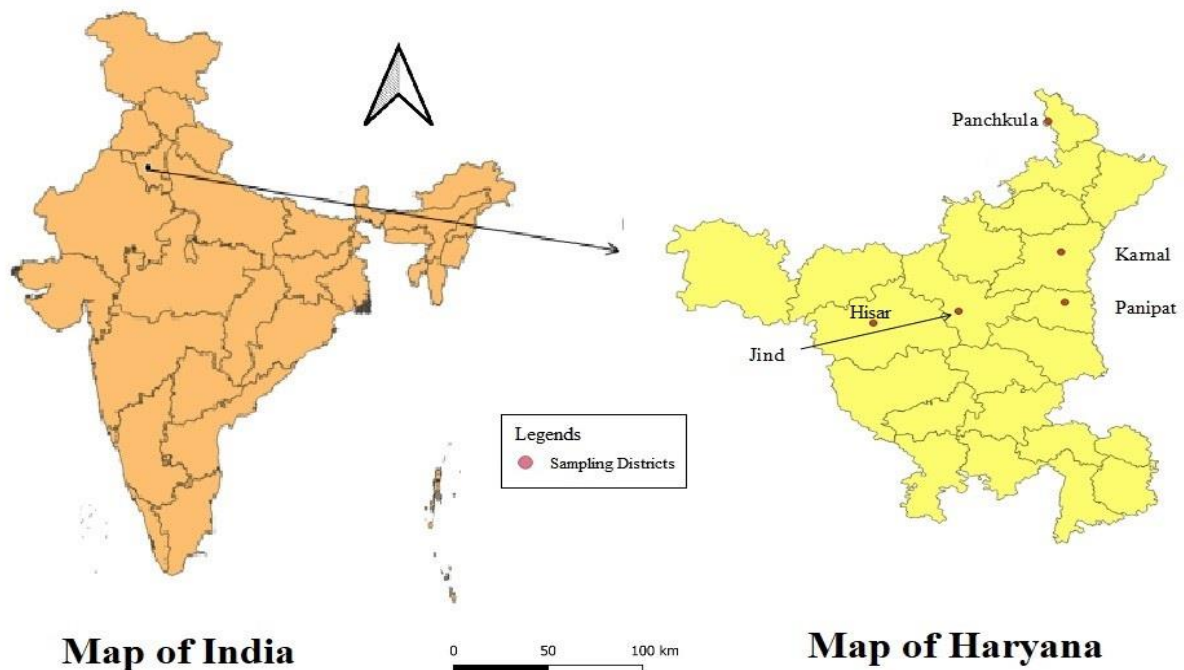 Panchkula
Karnal
Panipat
Hisar
Jind
Legends
Sampling Districts
Map of India
0 50 100 km
Map of Haryana